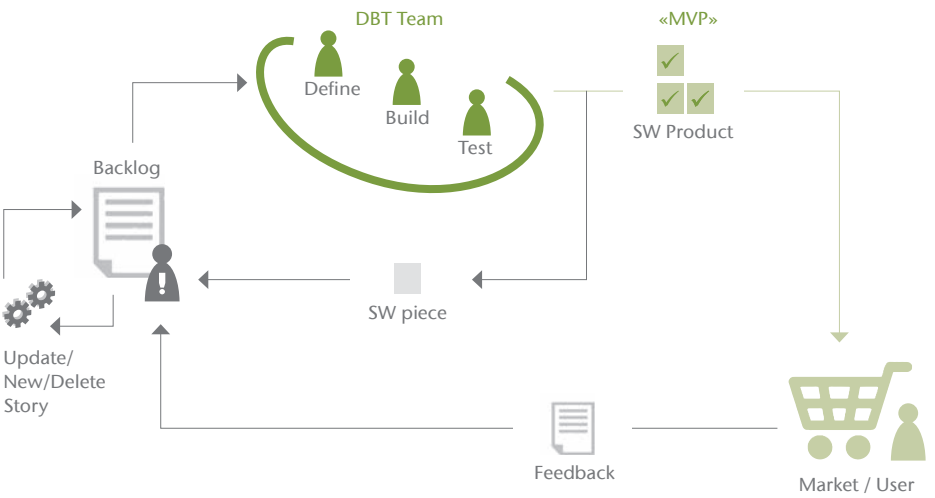 DBT Team
«MVP»
Define
Build
Test
SW Product
Backlog
!
SW piece
Update/
New/Delete
Story
Feedback
Market / User